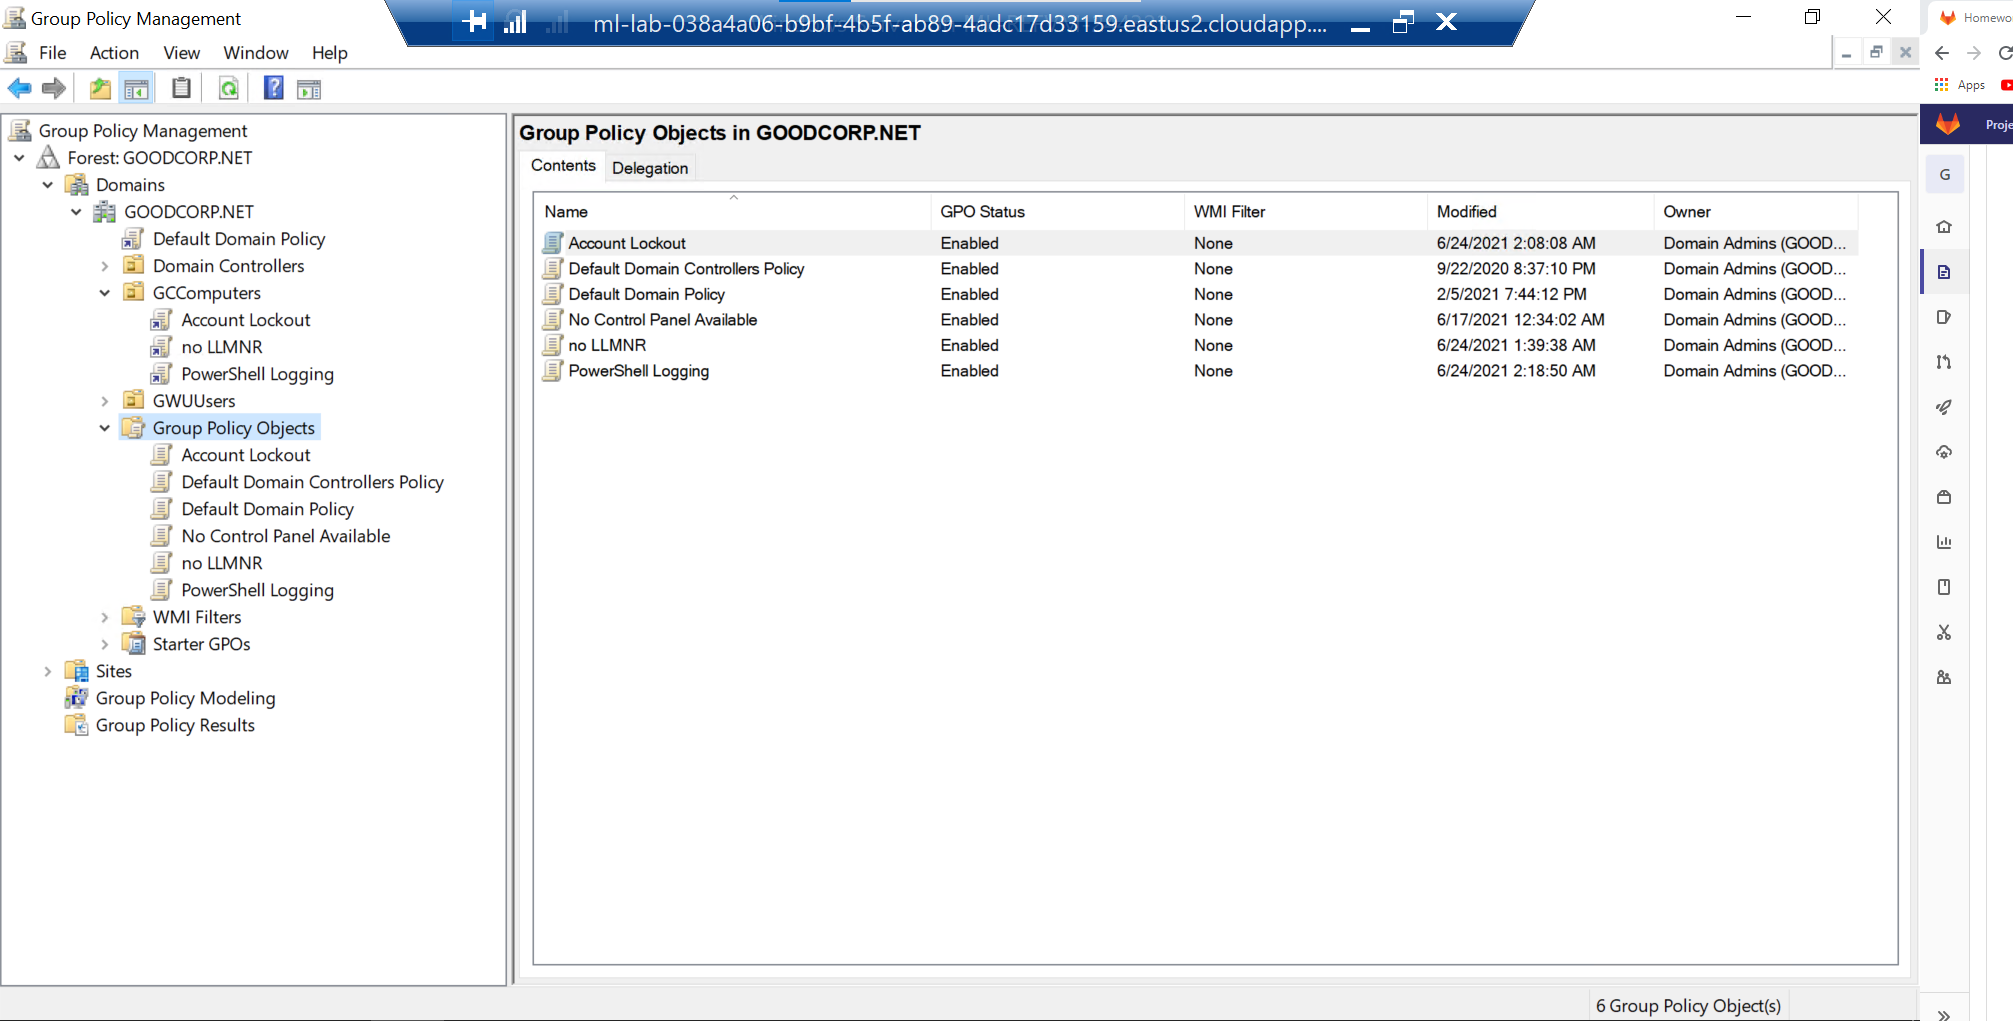 Group Policy Management
ml-lab-038a4a06-b9bf-4b5f-ab89-4adc17d33159.eastus2.cloudapp....
File Action View Window Help
Group Policy Management
Forest: GOODCORP.NET
Domains
GOODCORP.NET
Default Domain Policy
Domain Controllers
GCComputers
Account Lockout
no LLMNR
PowerShell Logging
GWUUsers
Group Policy Objects
Account Lockout
Default Domain Controllers Policy
Default Domain Policy
No Control Panel Available
no LLMNR
PowerShell Logging
WMI Filters
Starter GPOs
Sites
Group Policy Modeling
Group Policy Results
Group Policy Objects in GOODCORP.NET
Contents Delegation
Name GPO Status WMI Filter Modified Owner
Account Lockout Enabled None 6/24/2021 2:08:08 AM Domain Admins (GOOD...
Default Domain Controllers Policy Enabled None 9/22/2020 8:37:10 PM Domain Admins (GOOD...
Default Domain Policy Enabled None 2/5/2021 7:44:12 PM Domain Admins (GOOD...
No Control Panel Available Enabled None 6/17/2021 12:34:02 AM Domain Admins (GOOD...
no LLMNR Enabled None 6/24/2021 1:39:38 AM Domain Admins (GOOD...
PowerShell Logging Enabled None 6/24/2021 2:18:50 AM Domain Admins (GOOD...
6 Group Policy Object(s)
Homewo
Apps
Proje
G